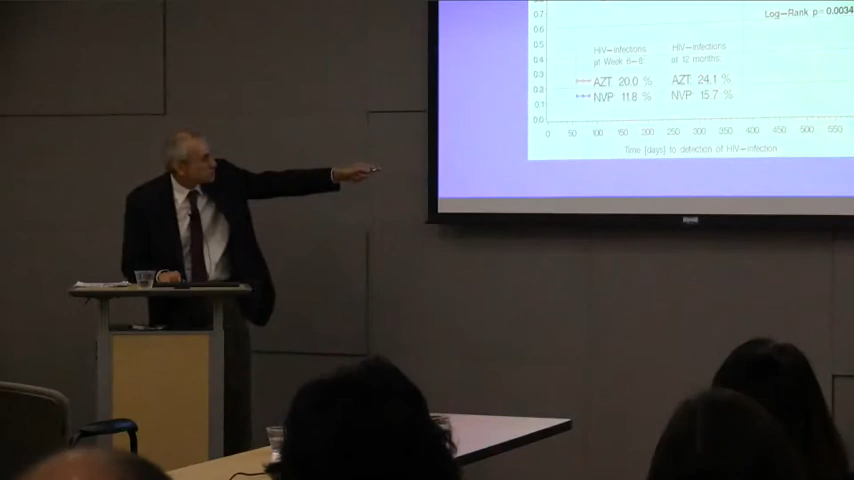 0.7
Log-Rank p= 0.0034
0.6
0.5
HIV-infections HIV-infections
at Week 6-8: at 12 months:
0.4
0.3
AZT 20.0 % AZT 24.1 %
0.2
NVP 11.8 % NVP 15.7 %
0.1
0.0
0 50 100 150 200 250 300 350 400 450 500 550
Time [days] to detection of HIV-infection